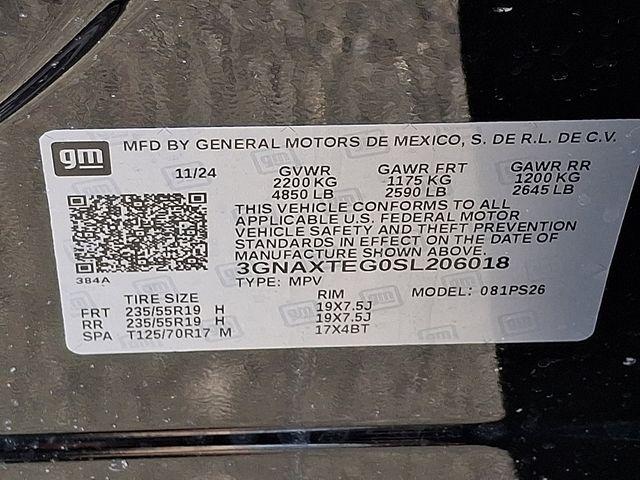 gm
MFD BY GENERAL MOTORS DE MEXICO, S. DE R.L. DE C.V.
11/24 GVWR GAWR FRT GAWR RR
2200 KG 1175 KG 1200 KG
4850 LB 2590 LB 2645 LB
THIS VEHICLE CONFORMS TO ALL
APPLICABLE U.S. FEDERAL MOTOR
VEHICLE SAFETY AND THEFT PREVENTION
STANDARDS IN EFFECT ON THE DATE OF
MANUFACTURE SHOWN ABOVE.
3GNAXTEG0SL206018
384A TYPE: MPV MODEL: 081PS26
TIRE SIZE RIM
FRT 235/55R19 H 19X7.5J
RR 235/55R19 H 19X7.5J
SPA T125/70R17 M 17X4BT